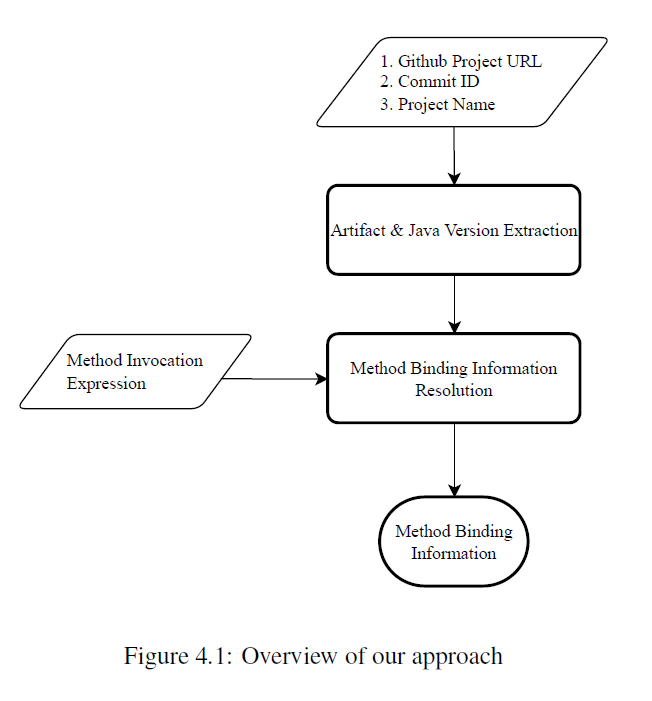 1. Github Project URL
2. Commit ID
3. Project Name
Artifact & Java Version Extraction
Method Invocation
Expression
Method Binding Information
Resolution
Method Binding
Information
Figure 4.1: Overview of our approach